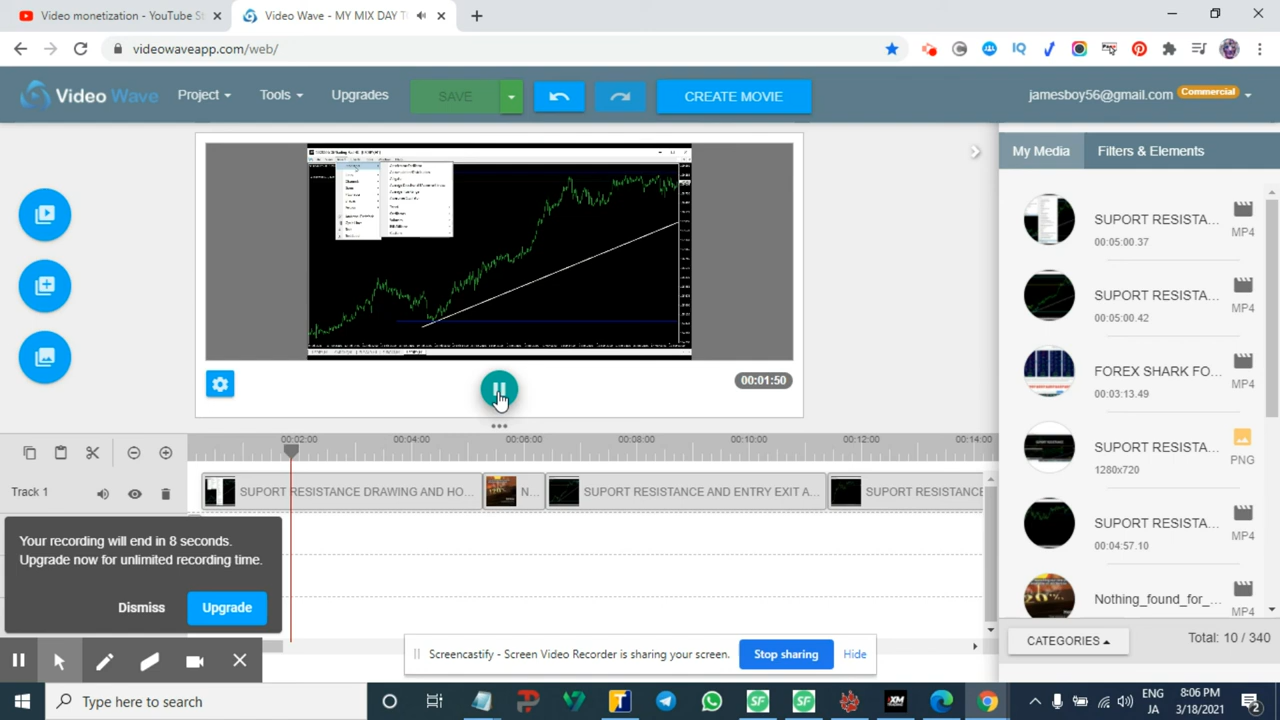 Video monetization - YouTube St
Video Wave - MY MIX DAY T
videowaveapp.com/web/
Video Wave
Project
Tools
Upgrades
SAVE
CREATE MOVIE
jamesboy56@gmail.com
Commercial
My Media
Filters & Elements
SUPORT RESISTA...
MP4
00:05:00.37
SUPORT RESISTA...
MP4
00:05:00.42
FOREX SHARK FO...
MP4
00:03:13.49
SUPORT RESISTA...
PNG
1280x720
SUPORT RESISTA...
MP4
00:04:57.10
Nothing_found_for_...
MP4
CATEGORIES
Total: 10 / 340
00:01:50
00:02:00
00:04:00
00:06:00
00:08:00
00:10:00
00:12:00
00:14:00
Track 1
SUPORT RESISTANCE DRAWING AND HO...
N...
SUPORT RESISTANCE AND ENTRY EXIT A...
SUPORT RESISTANCE
Your recording will end in 8 seconds.
Upgrade now for unlimited recording time.
Dismiss
Upgrade
Screencastify - Screen Video Recorder is sharing your screen.
Stop sharing
Hide
Type here to search
ENG
JA
8:06 PM
3/18/2021
2